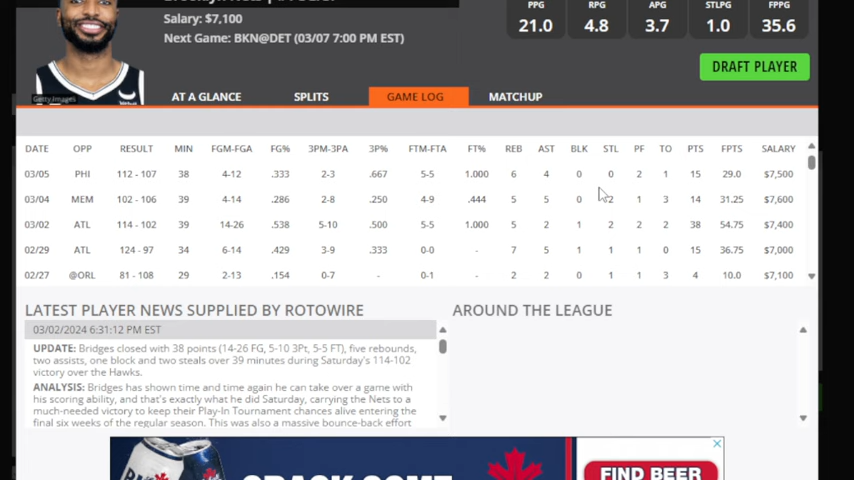 Salary: $7,100
Next Game: BKN@DET (03/07 7:00 PM EST)
PPG RPG APG STLPG FPPG
21.0 4.8 3.7 1.0 35.6
DRAFT PLAYER
Getty Images
AT A GLANCE SPLITS GAME LOG MATCHUP
DATE OPP RESULT MIN FGM-FGA FG% 3PM-3PA 3P% FTM-FTA FT% REB AST BLK STL PF TO PTS FPTS SALARY
03/05 PHI 112 - 107 38 4-12 .333 2-3 .667 5-5 1.000 6 4 0 0 2 1 15 29.0 $7,500
03/04 MEM 102 - 106 39 4-14 .286 2-8 .250 4-9 .444 5 5 0 2 1 3 14 31.25 $7,600
03/02 ATL 114 - 102 39 14-26 .538 5-10 .500 5-5 1.000 5 2 1 2 2 2 38 54.75 $7,400
02/29 ATL 124 - 97 34 6-14 .429 3-9 .333 0-0 - 7 5 1 1 1 0 15 36.75 $7,000
02/27 @ORL 81 - 108 29 2-13 .154 0-7 - 0-1 - 2 2 0 1 1 3 4 10.0 $7,100
LATEST PLAYER NEWS SUPPLIED BY ROTOWIRE
03/02/2024 6:31:12 PM EST
UPDATE: Bridges closed with 38 points (14-26 FG, 5-10 3Pt, 5-5 FT), five rebounds,
two assists, one block and two steals over 39 minutes during Saturday's 114-102
victory over the Hawks.
ANALYSIS: Bridges has shown time and time again he can take over a game with
his scoring ability, and that's exactly what he did Saturday, carrying the Nets to a
much-needed victory to keep their Play-In Tournament chances alive entering the
final six weeks of the regular season. This was also a massive bounce-back effort
AROUND THE LEAGUE
CRACK SOME
FIND BEER